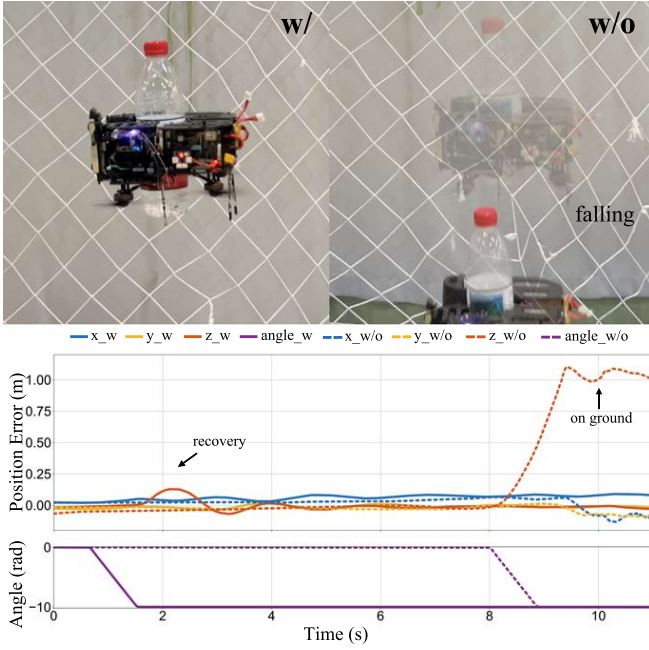 w/
w/o
falling
x_w y_w z_w angle_w x_w/o y_w/o z_w/o angle_w/o
Position Error (m)
1.00
0.75
0.50
0.25
0.00
recovery
on ground
Angle (rad)
0
−10
0 2 4 6 8 10
Time (s)